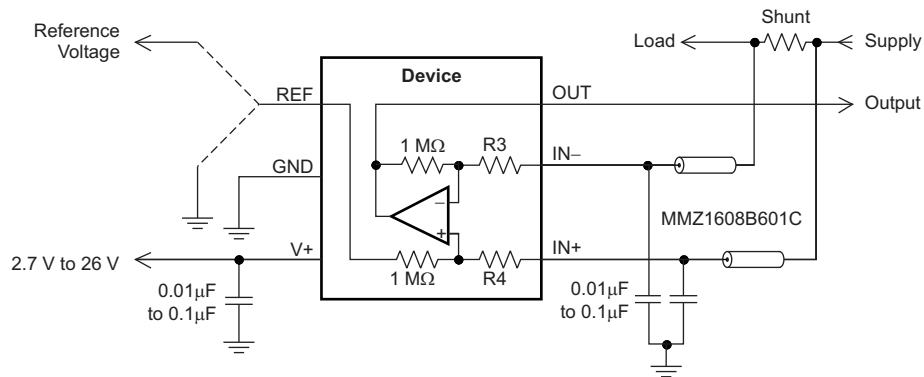 Shunt
Reference
Voltage
Load
Supply
Device
REF
OUT
Output
1 MΩ
R3
GND
IN−
−
MMZ1608B601C
+
V+
IN+
2.7 V to 26 V
1 MΩ
R4
0.01µF
to 0.1µF
0.01µF
to 0.1µF